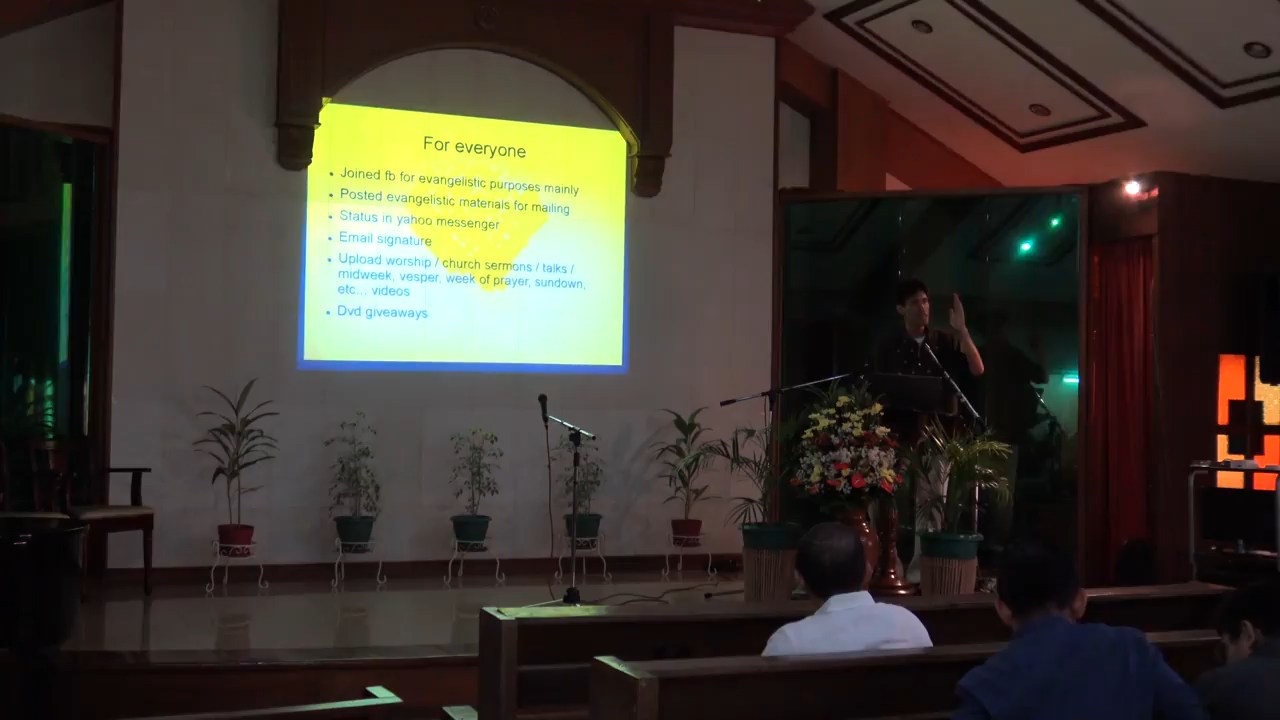 For everyone
• Joined fb for evangelistic purposes mainly
• Posted evangelistic materials for mailing
• Status in yahoo messenger
• Email signature
• Upload worship / church sermons / talks /
midweek, vesper, week of prayer, sundown,
etc... videos
• Dvd giveaways